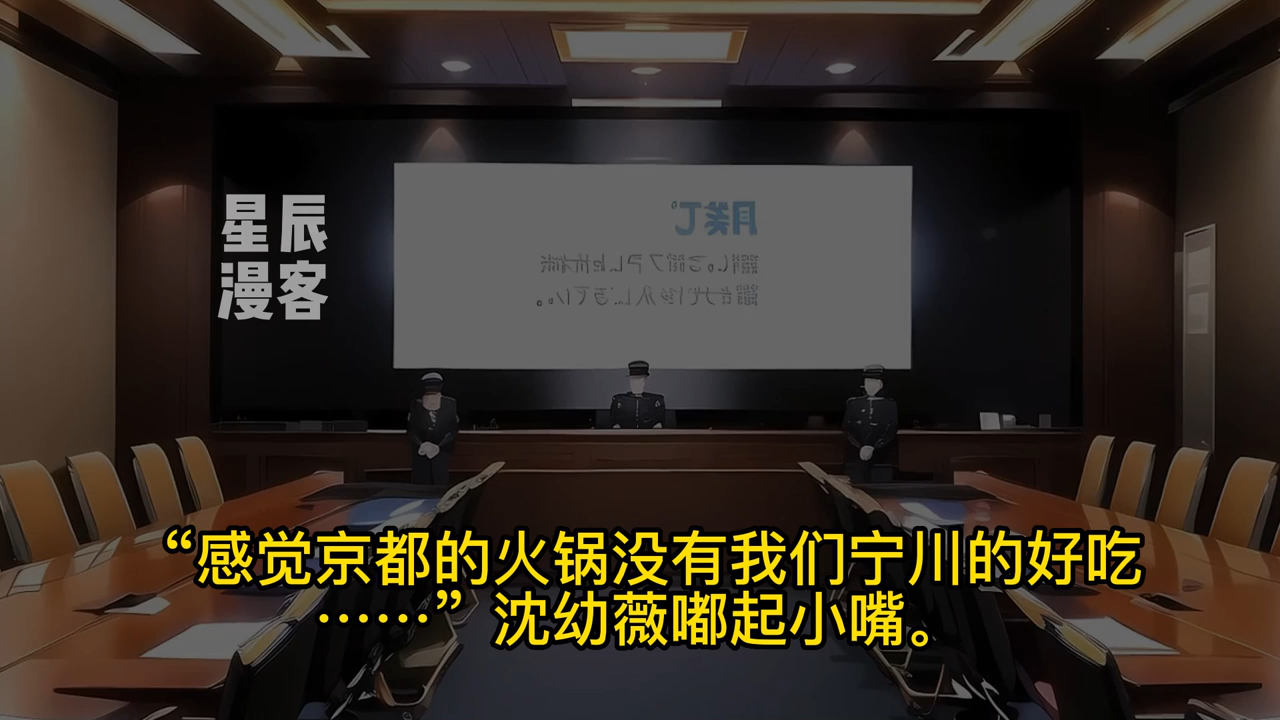 星辰
漫客
“感觉京都的火锅没有我们宁川的好吃
……”沈幼薇嘟起小嘴。